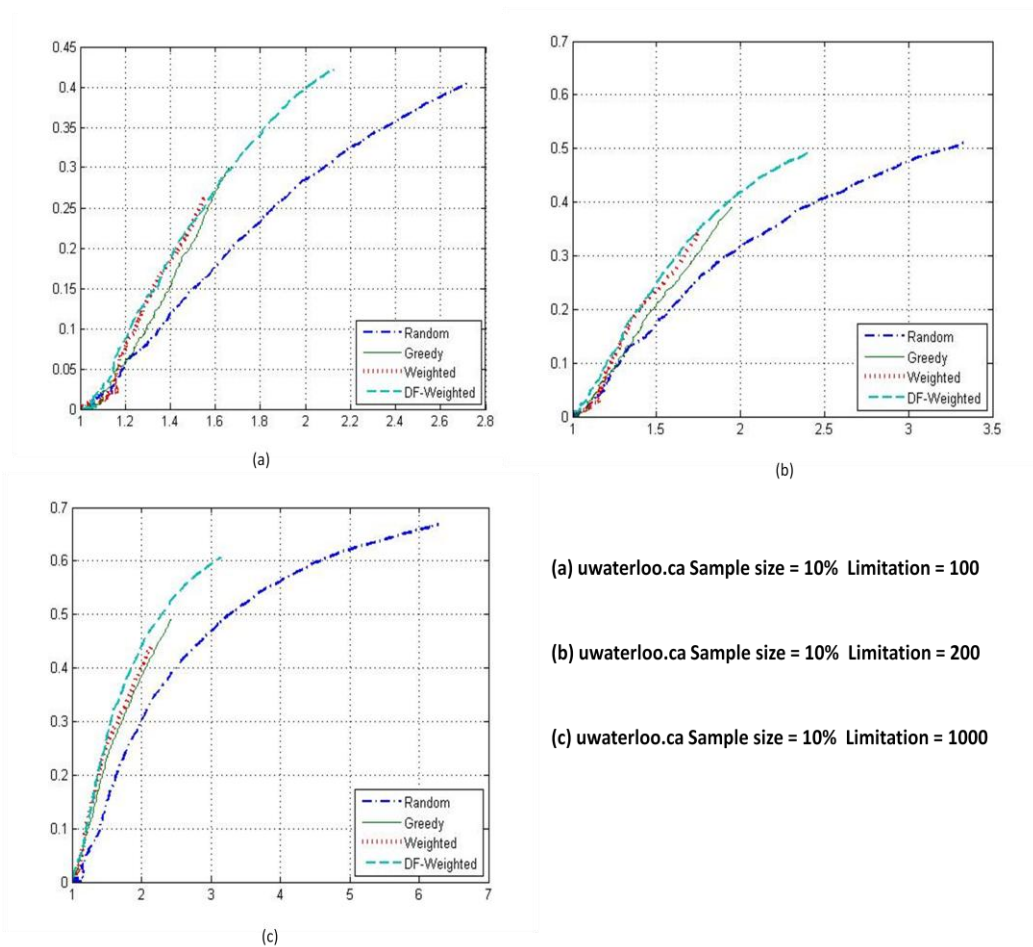 0.45
0.4
0.35
0.3
0.25
0.2
0.15
0.1
0.05
0
1 1.2 1.4 1.6 1.8 2 2.2 2.4 2.6 2.8
Random
Greedy
Weighted
DF-Weighted
(a)
0.7
0.6
0.5
0.4
0.3
0.2
0.1
0
1 1.5 2 2.5 3 3.5
Random
Greedy
Weighted
DF-Weighted
(b)
0.7
0.6
0.5
0.4
0.3
0.2
0.1
0
1 2 3 4 5 6 7
Random
Greedy
Weighted
DF-Weighted
(c)
(a) uwaterloo.ca Sample size = 10% Limitation = 100
(b) uwaterloo.ca Sample size = 10% Limitation = 200
(c) uwaterloo.ca Sample size = 10% Limitation = 1000